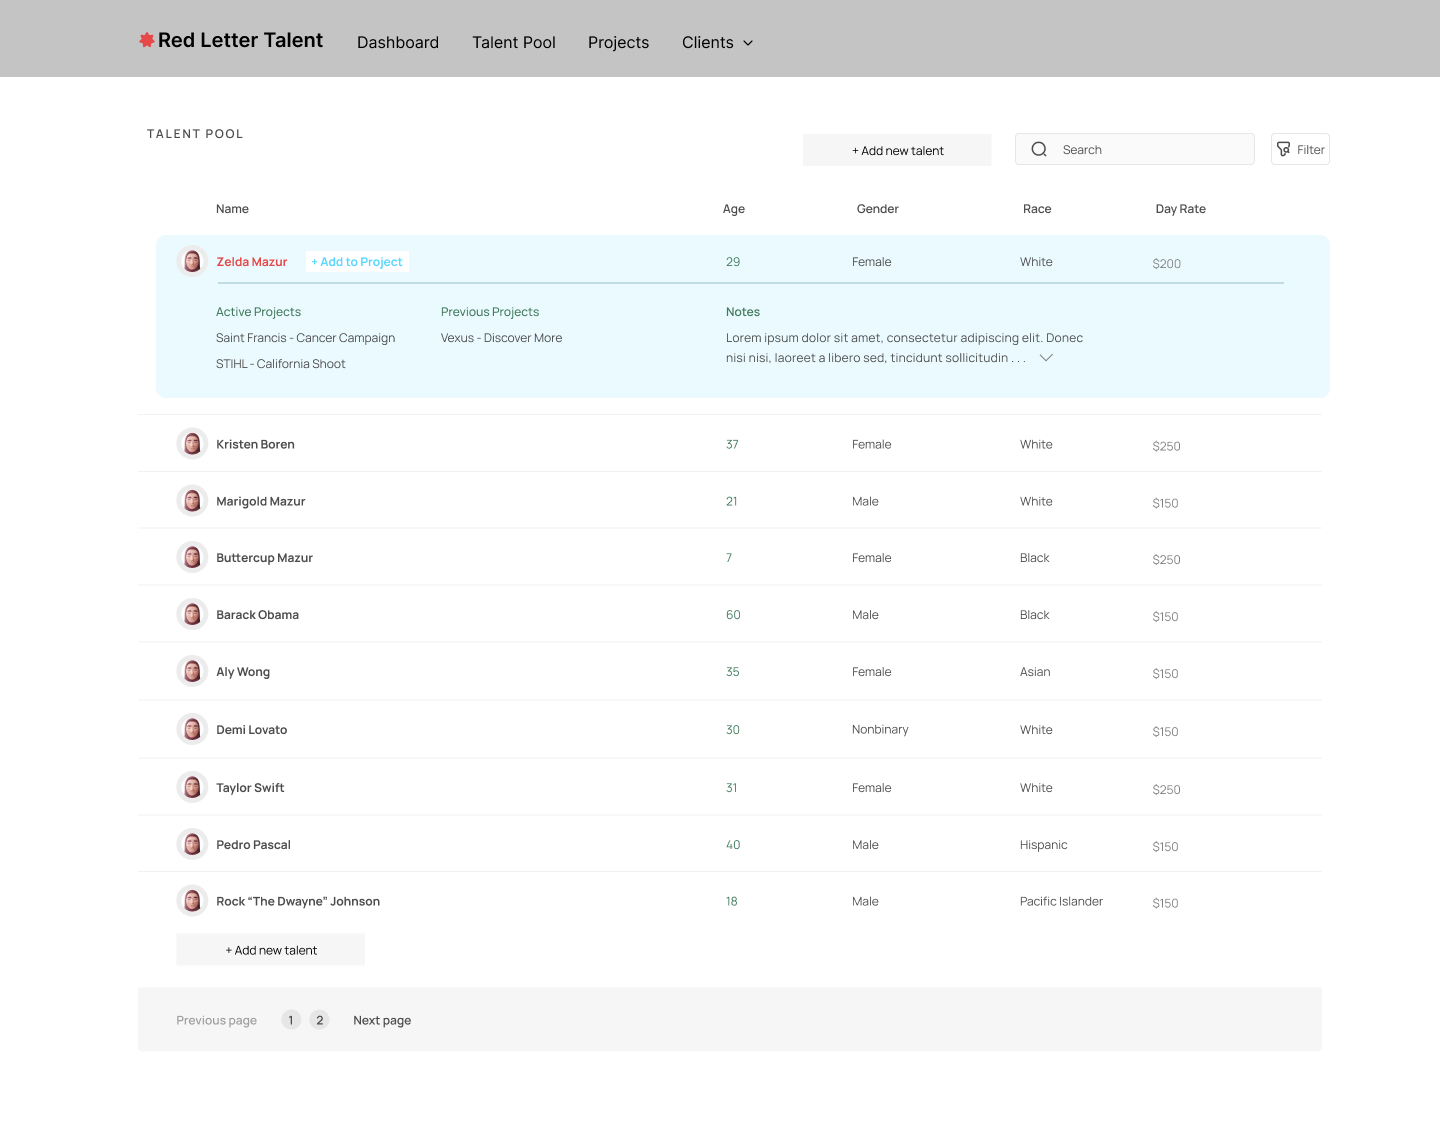 Red Letter Talent
Dashboard
Talent Pool
Projects
Clients
TALENT POOL
+ Add new talent
Search
Filter
Name
Age
Gender
Race
Day Rate
Zelda Mazur
+ Add to Project
29
Female
White
$200
Active Projects
Saint Francis - Cancer Campaign
STIHL - California Shoot
Previous Projects
Vexus - Discover More
Notes
Lorem ipsum dolor sit amet, consectetur adipiscing elit. Donec
nisi nisi, laoreet a libero sed, tincidunt sollicitudin . . .
Kristen Boren
37
Female
White
$250
Marigold Mazur
21
Male
White
$150
Buttercup Mazur
7
Female
Black
$250
Barack Obama
60
Male
Black
$150
Aly Wong
35
Female
Asian
$150
Demi Lovato
30
Nonbinary
White
$150
Taylor Swift
31
Female
White
$250
Pedro Pascal
40
Male
Hispanic
$150
Rock “The Dwayne” Johnson
18
Male
Pacific Islander
$150
+ Add new talent
Previous page
1
2
Next page